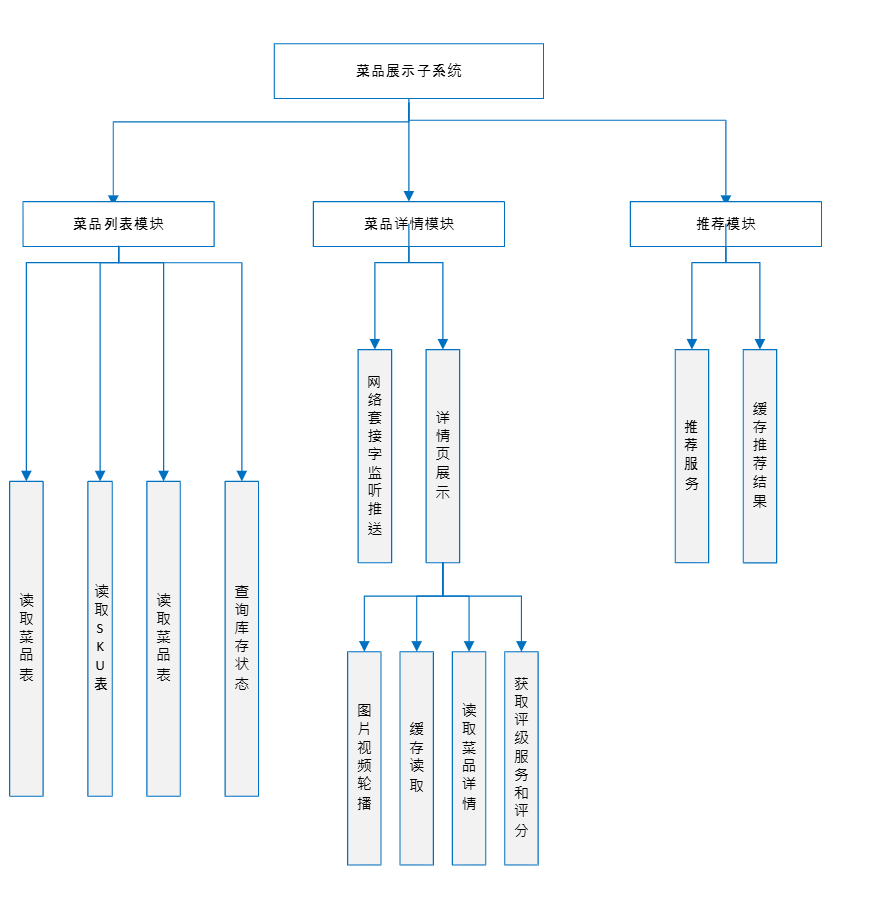 菜品展示子系统
菜品列表模块
菜品详情模块
推荐模块
网络套接字监听推送
详情页展示
推荐服务
缓存推荐结果
读取菜品表
读取SKU表
读取菜品表
查询库存状态
图片视频轮播
缓存读取
读取菜品详情
获取评级服务和评分